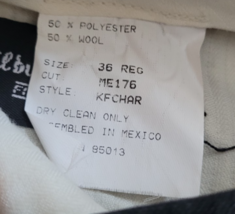 50 % POLYESTER
50 % WOOL
SIZE 36 REG
CUT ME176
STYLE KFCHAR
DRY CLEAN ONLY
EMBLED IN MEXICO
85013